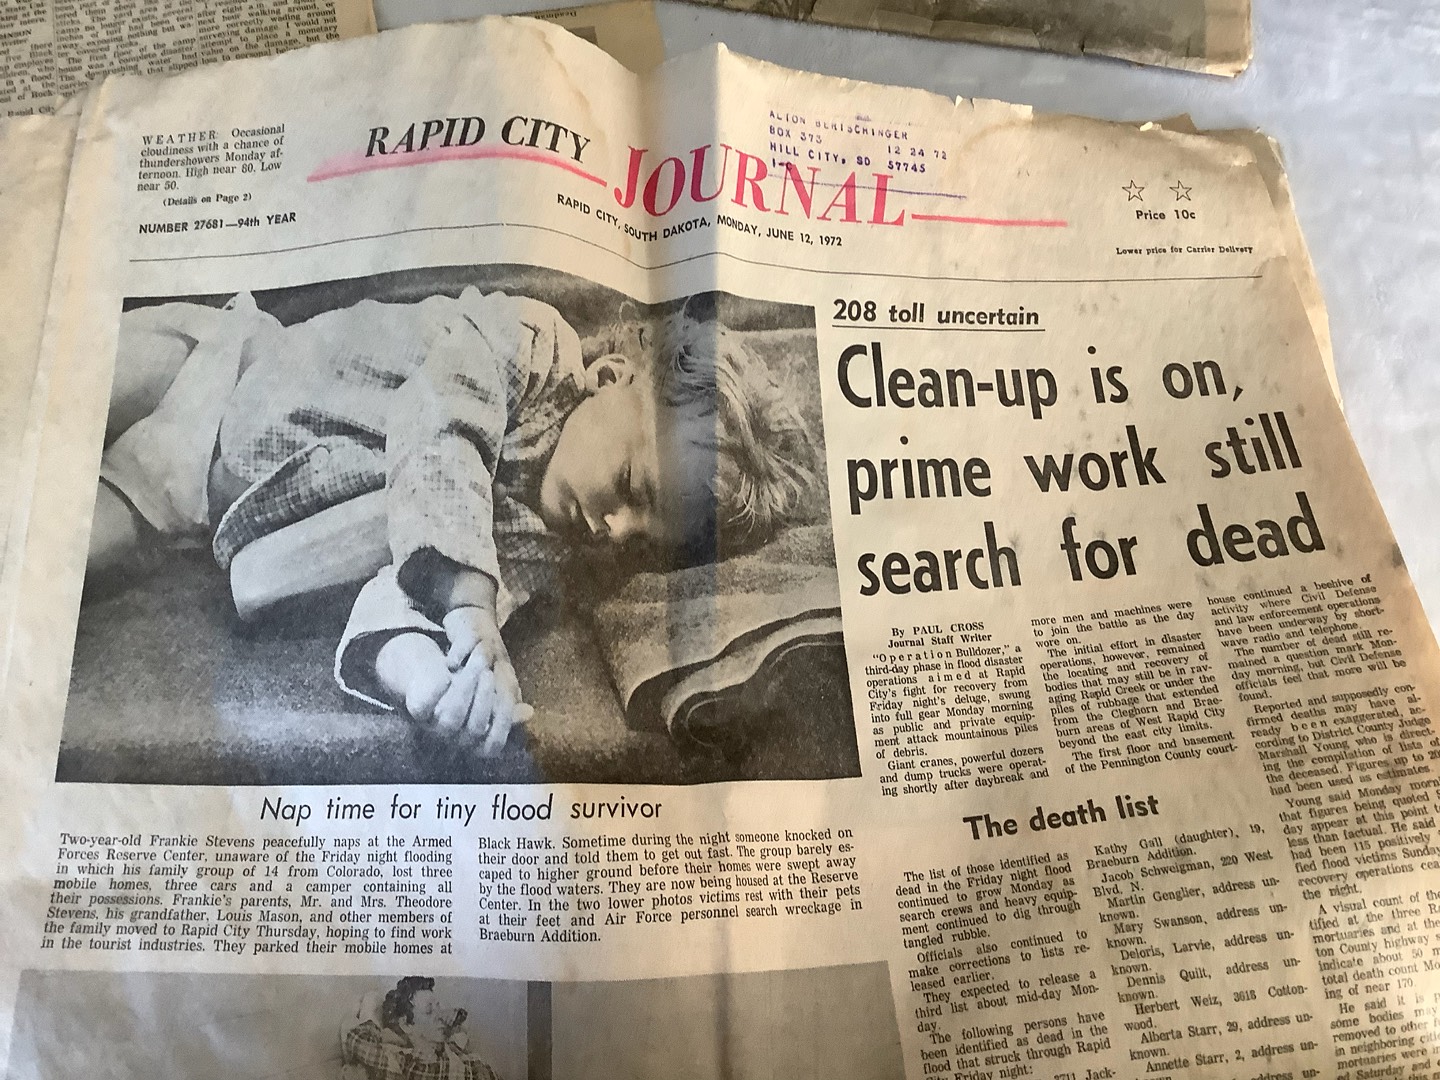 WEATHER: Occasional
cloudiness with a chance of
thundershowers Monday af-
ternoon. High near 80. Low
near 50.
(Details on Page 2)
NUMBER 27681—94th YEAR
RAPID CITY JOURNAL
RAPID CITY, SOUTH DAKOTA, MONDAY, JUNE 12, 1972
BOX 373 12 24 72
HILL CITY, SD 57745
☆ ☆
Price 10c
Lower price for Carrier Delivery
Nap time for tiny flood survivor
Two-year-old Frankie Stevens peacefully naps at the Armed
Forces Reserve Center, unaware of the Friday night flooding
in which his family group of 14 from Colorado, lost three
mobile homes, three cars and a camper containing all
their possessions. Frankie's parents, Mr. and Mrs. Theodore
Stevens, his grandfather, Louis Mason, and other members of
the family moved to Rapid City Thursday, hoping to find work
in the tourist industries. They parked their mobile homes at
Black Hawk. Sometime during the night someone knocked on
their door and told them to get out fast. The group barely es-
caped to higher ground before their homes were swept away
by the flood waters. They are now being housed at the Reserve
Center. In the two lower photos victims rest with their pets
at their feet and Air Force personnel search wreckage in
Braeburn Addition.
208 toll uncertain
Clean-up is on,
prime work still
search for dead
By PAUL CROSS
Journal Staff Writer
"Operation Bulldozer," a
third-day phase in flood disaster
operations aimed at Rapid
City's fight for recovery from
Friday night's deluge, swung
into full gear Monday morning
as public and private equip-
ment attack mountainous piles
of debris.
Giant cranes, powerful dozers
and dump trucks were operat-
ing shortly after daybreak and
more men and machines were
to join the battle as the day
wore on.
The initial effort in disaster
operations, however, remained
the locating and recovery of
bodies that may still be in rav-
aging Rapid Creek or under the
piles of rubbage that extended
from the Cleghorn and Brae-
burn areas of West Rapid City
beyond the east city limits.
The first floor and basement
of the Pennington County court-
house continued a beehive of
activity where Civil Defense
and law enforcement operations
have been underway by short-
wave radio and telephone.
The number of dead still re-
mained a question mark Mon-
day morning, but Civil Defense
officials feel that more will be
found.
Reported and supposedly con-
firmed deaths may have al-
ready been exaggerated, ac-
cording to District County Judge
Marshall Young who is direct-
ing the compilation of lists of
the deceased. Figures up to
had been used as estimates.
Young said Monday morn
that figures being quoted
day appear at this point
less than factual. He said
had been 115 positively
fied flood victims Sunday
recovery operations cea
the night.
A visual count of the
tified at the three
mortuaries and at the
ton County highway
indicate about 50
total death count Mo
ing of near 170.
He said it is
some bodies may
removed to other
in neighboring citi
mortuaries were
Saturday and
The death list
The list of those identified as
dead in the Friday night flood
continued to grow Monday as
search crews and heavy equip-
ment continued to dig through
tangled rubble.
Officials also continued to
make corrections to lists re-
leased earlier.
They expected to release a
third list about mid-day Mon-
day.
The following persons have
been identified as dead in the
flood that struck through Rapid
City Friday night:
Jack-
Kathy Gall (daughter), 19,
Braeburn Addition.
Jacob Schweigman, 220 West
Blvd. N.
Martin Genglier, address un-
known.
Mary Swanson, address un-
known.
Deloris, Larvie, address un-
known.
Dennis Quilt, address un-
known.
Herbert Weiz, 3618 Cotton-
wood.
Alberta Starr, 29, address un-
known.
Annette Starr, 2, address un-